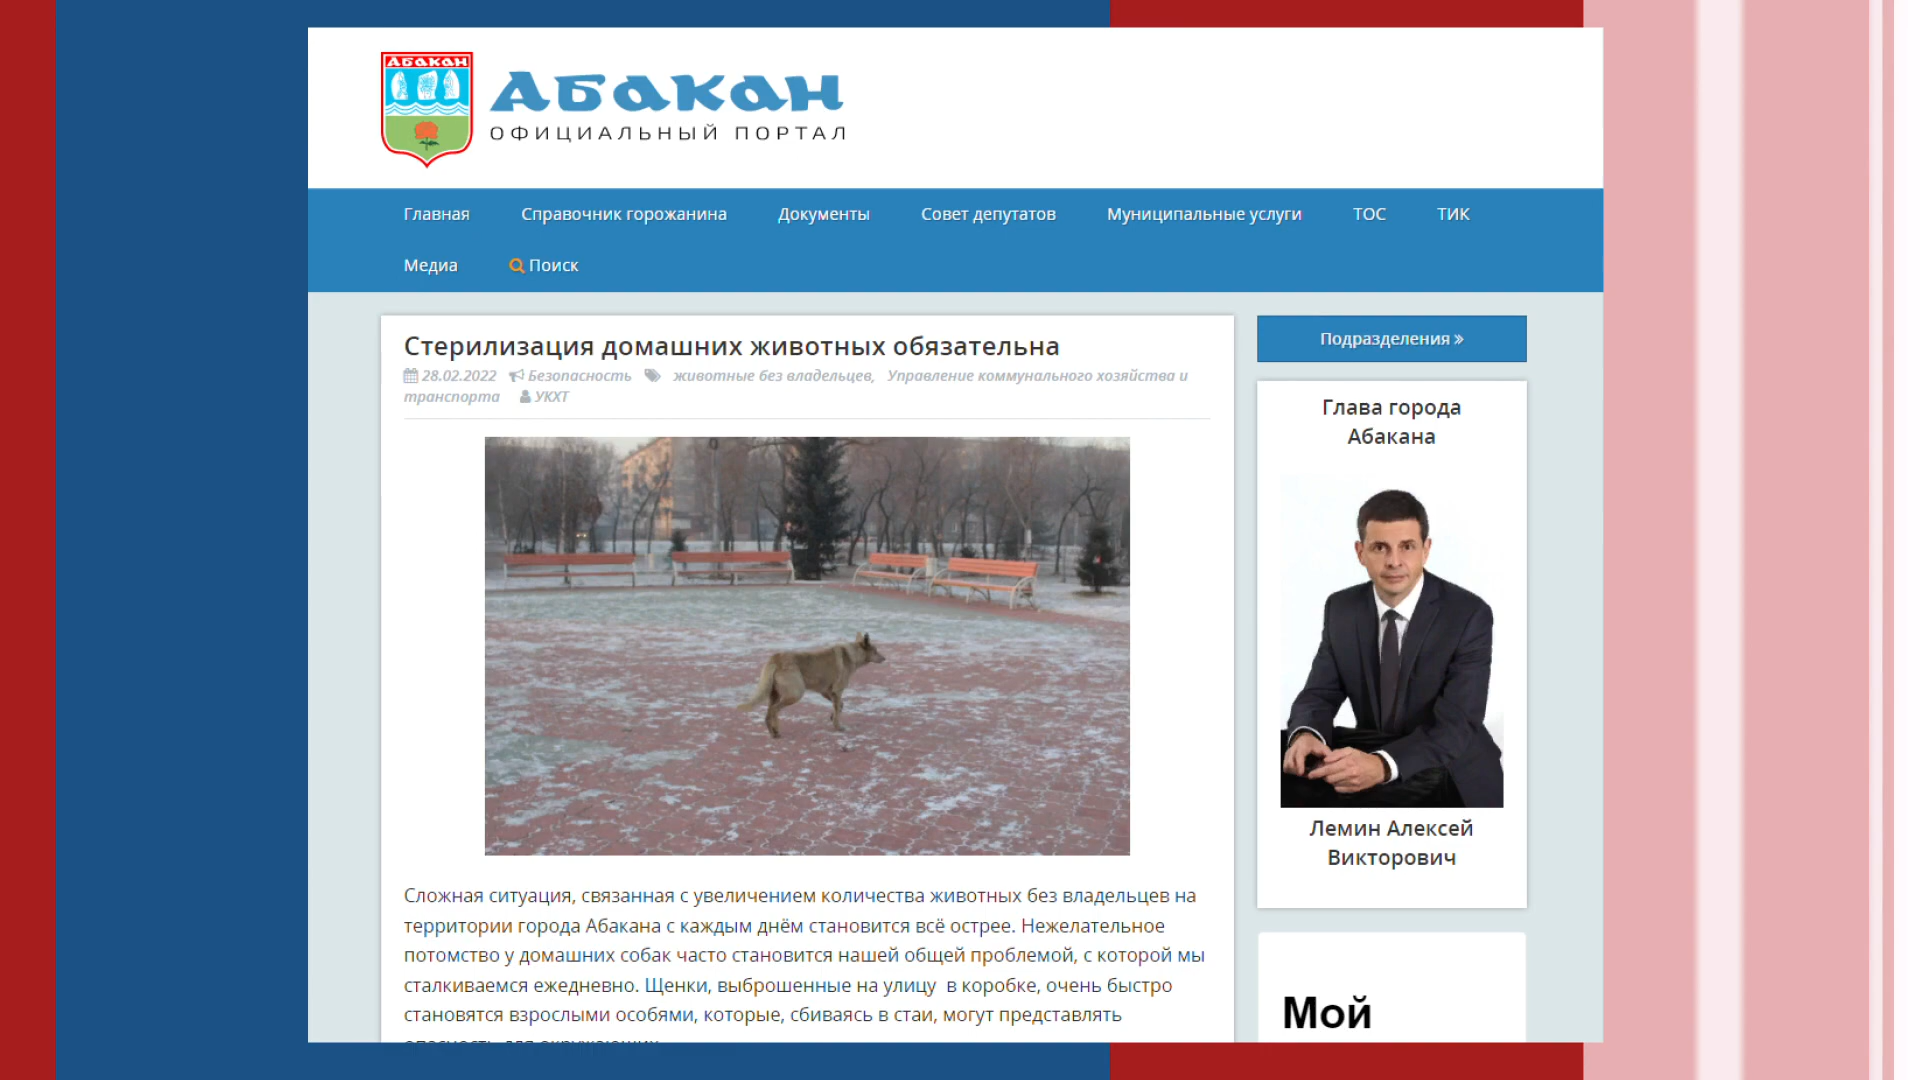 АБАКАН
Абакан
ОФИЦИАЛЬНЫЙ ПОРТАЛ
Главная Справочник горожанина Документы Совет депутатов Муниципальные услуги ТОС ТИК
Медиа Поиск
Стерилизация домашних животных обязательна
28.02.2022 Безопасность животные без владельцев, Управление коммунального хозяйства и
транспорта УКХТ
Сложная ситуация, связанная с увеличением количества животных без владельцев на
территории города Абакана с каждым днём становится всё острее. Нежелательное
потомство у домашних собак часто становится нашей общей проблемой, с которой мы
сталкиваемся ежедневно. Щенки, выброшенные на улицу в коробке, очень быстро
становятся взрослыми особями, которые, сбиваясь в стаи, могут представлять
Подразделения »
Глава города
Абакана
Лемин Алексей
Викторович
Мой